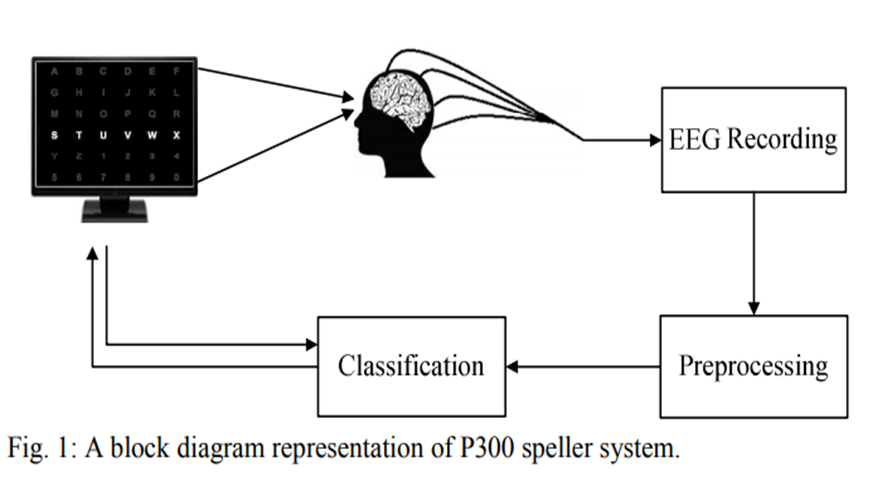 A B C D E F
G H I J K L
M N O P Q R
S T U V W X
Y Z 1 2 3 4
5 6 7 8 9 0
EEG Recording
Classification
Preprocessing
Fig. 1: A block diagram representation of P300 speller system.